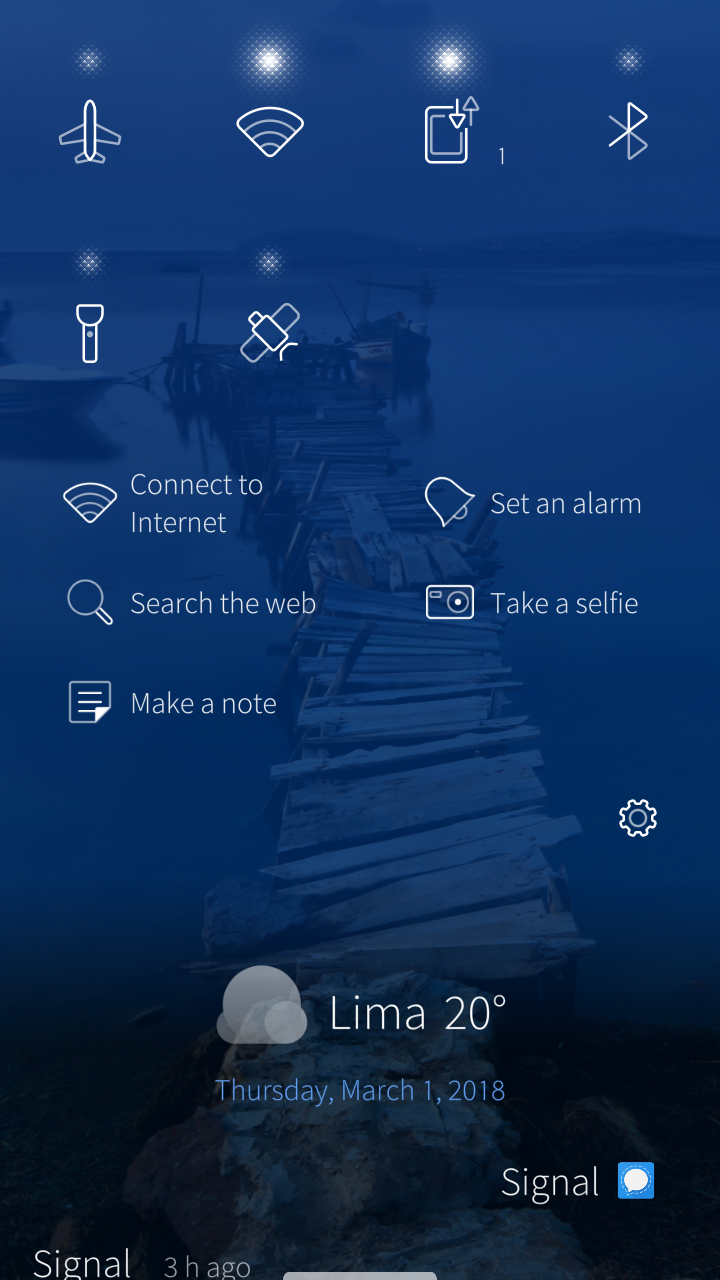 1
Connect to
Internet
Set an alarm
Search the web
Take a selfie
Make a note
Lima 20°
Thursday, March 1, 2018
Signal
Signal 3 h ago